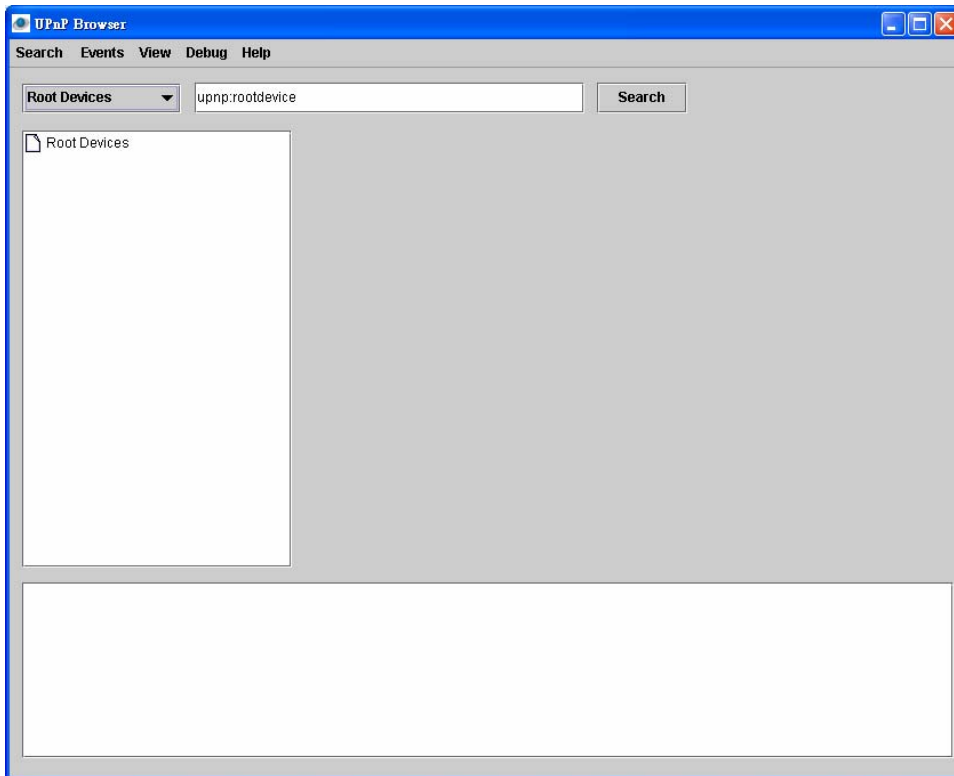 UPnP Browser
Search Events View Debug Help
Root Devices upnp:rootdevice Search
Root Devices